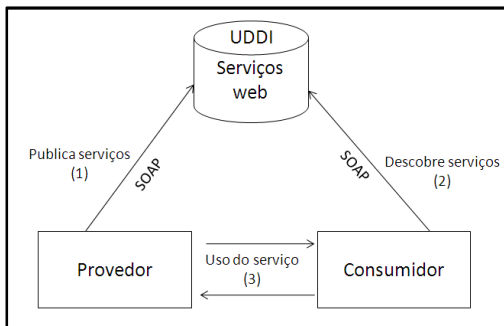 UDDI
Serviços
web
Publica serviços
(1)
SOAP
SOAP
Descobre serviços
(2)
Provedor
Uso do serviço
(3)
Consumidor